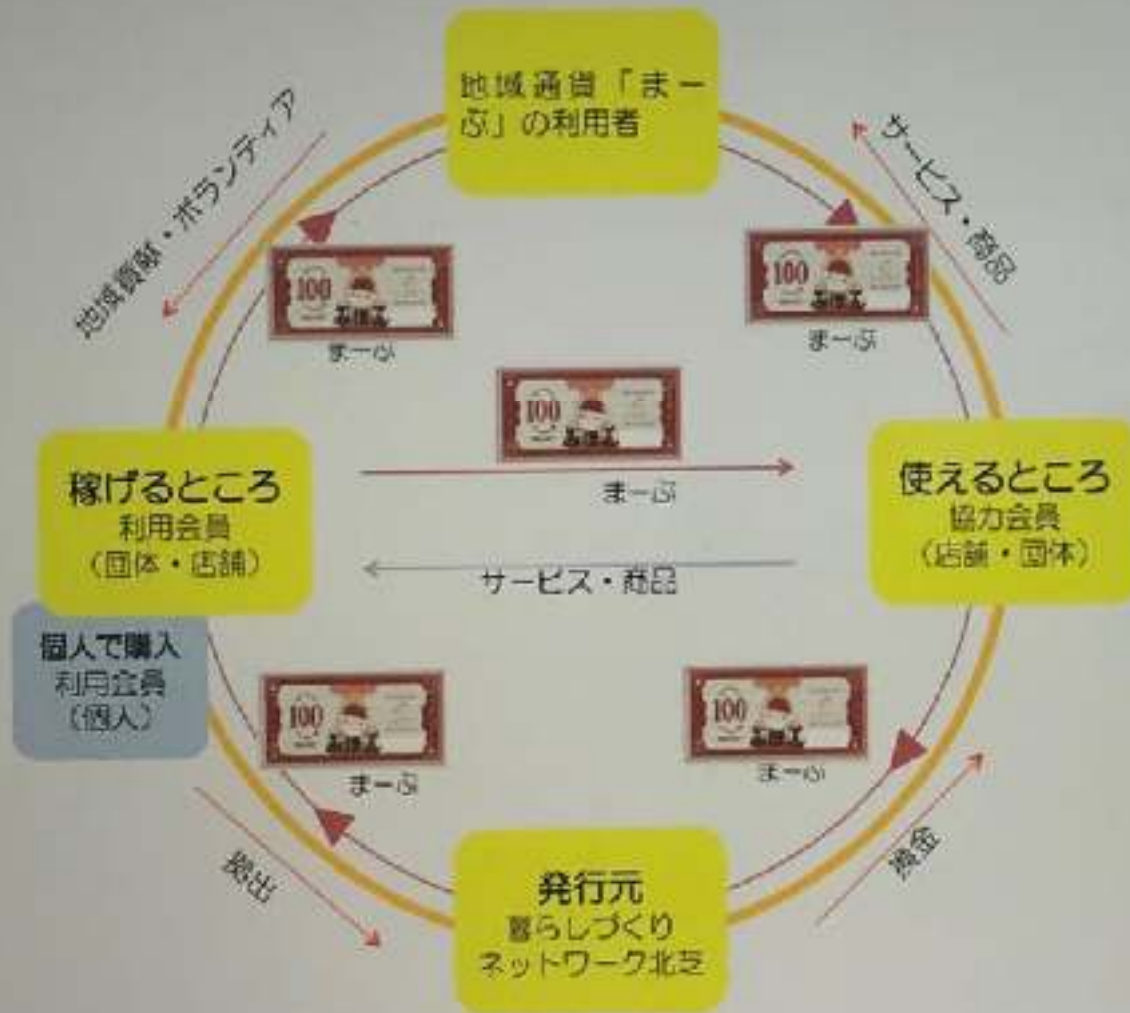 地域通貨「まー
ぶ」の利用者
地域貢献・ボランティア
サービス・商品
100
まーぶ
100
まーぶ
100
まーぶ
稼げるところ
利用会員
（団体・店舗）
使えるところ
協力会員
（店舗・団体）
サービス・商品
個人で購入
利用会員
（個人）
100
まーぶ
100
まーぶ
拠出
換金
発行元
暮らしづくり
ネットワーク北芝